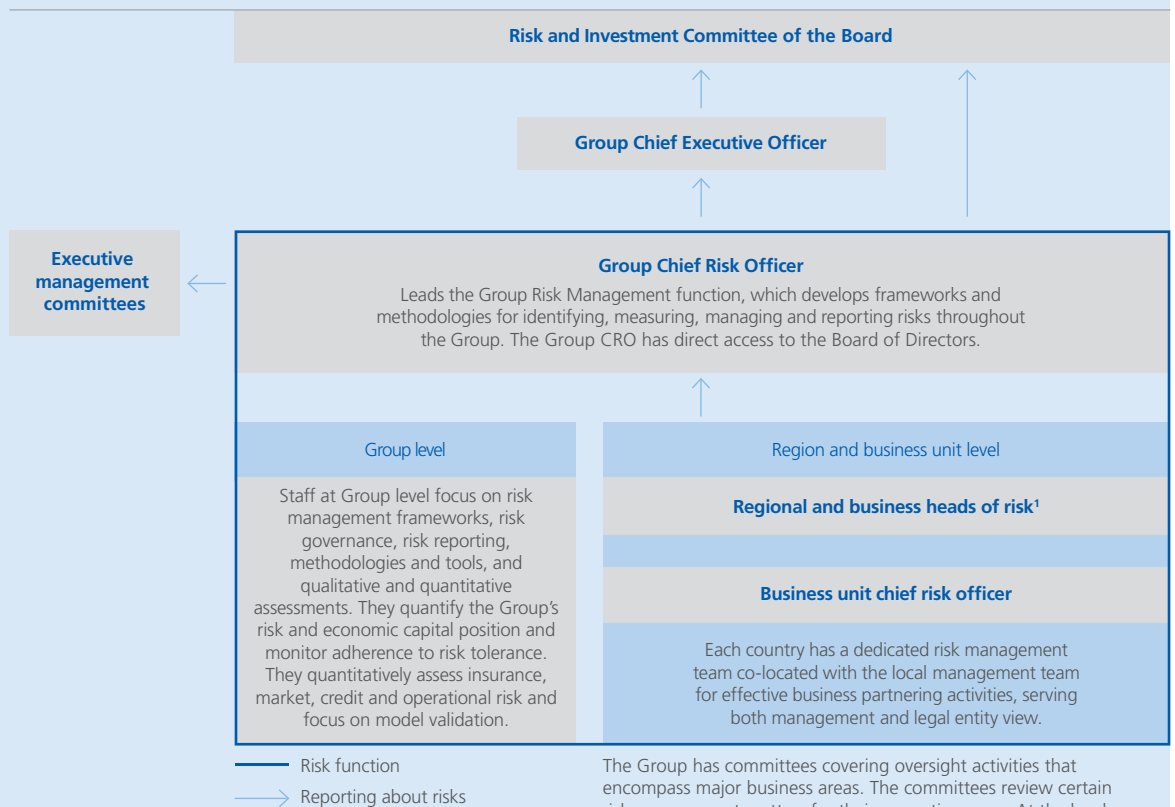 Risk and Investment Committee of the Board
Group Chief Executive Officer
Executive
management
committees
Group Chief Risk Officer
Leads the Group Risk Management function, which develops frameworks and
methodologies for identifying, measuring, managing and reporting risks throughout
the Group. The Group CRO has direct access to the Board of Directors.
Group level
Staff at Group level focus on risk
management frameworks, risk
governance, risk reporting,
methodologies and tools, and
qualitative and quantitative
assessments. They quantify the Group’s
risk and economic capital position and
monitor adherence to risk tolerance.
They quantitatively assess insurance,
market, credit and operational risk and
focus on model validation.
Region and business unit level
Regional and business heads of risk¹
Business unit chief risk officer
Each country has a dedicated risk management
team co-located with the local management team
for effective business partnering activities, serving
both management and legal entity view.
Risk function
Reporting about risks
The Group has committees covering oversight activities that
encompass major business areas. The committees review certain